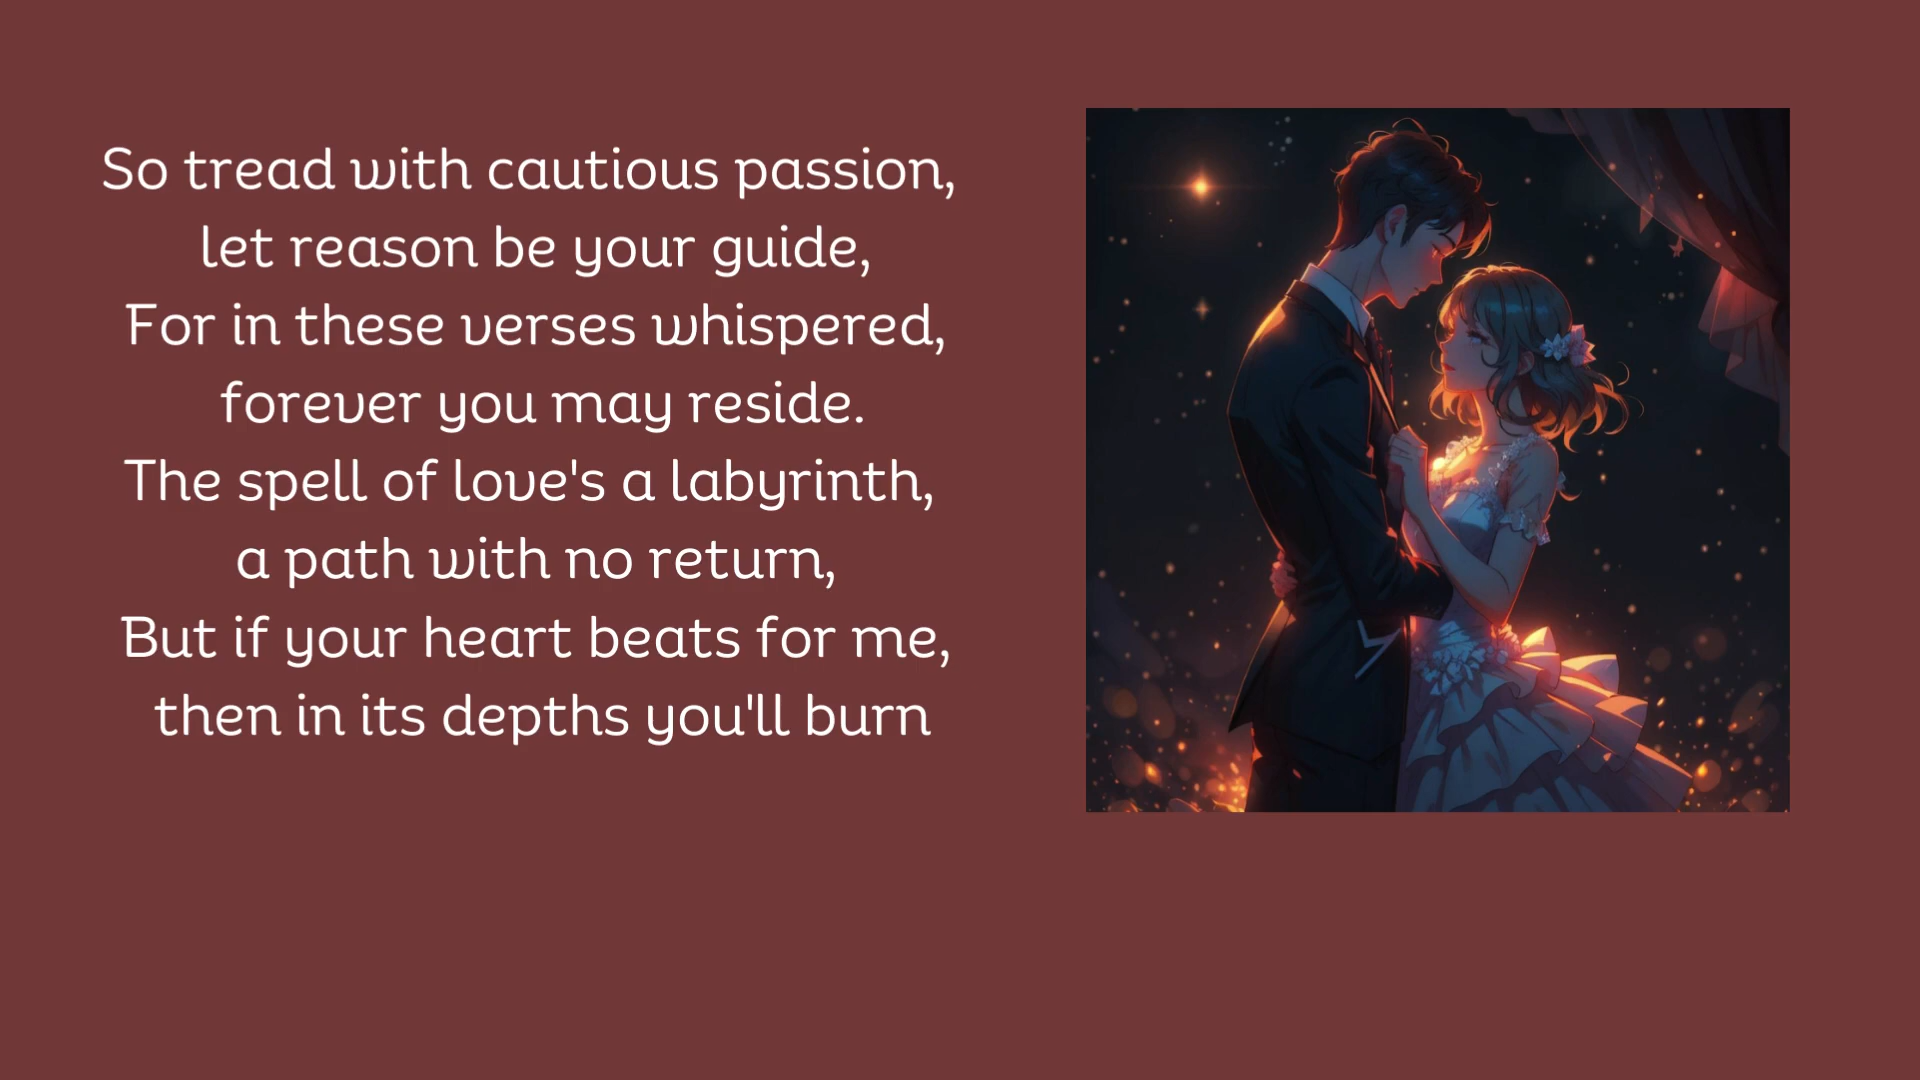 So tread with cautious passion,
let reason be your guide,
For in these verses whispered,
forever you may reside.
The spell of love's a labyrinth,
a path with no return,
But if your heart beats for me,
then in its depths you'll burn